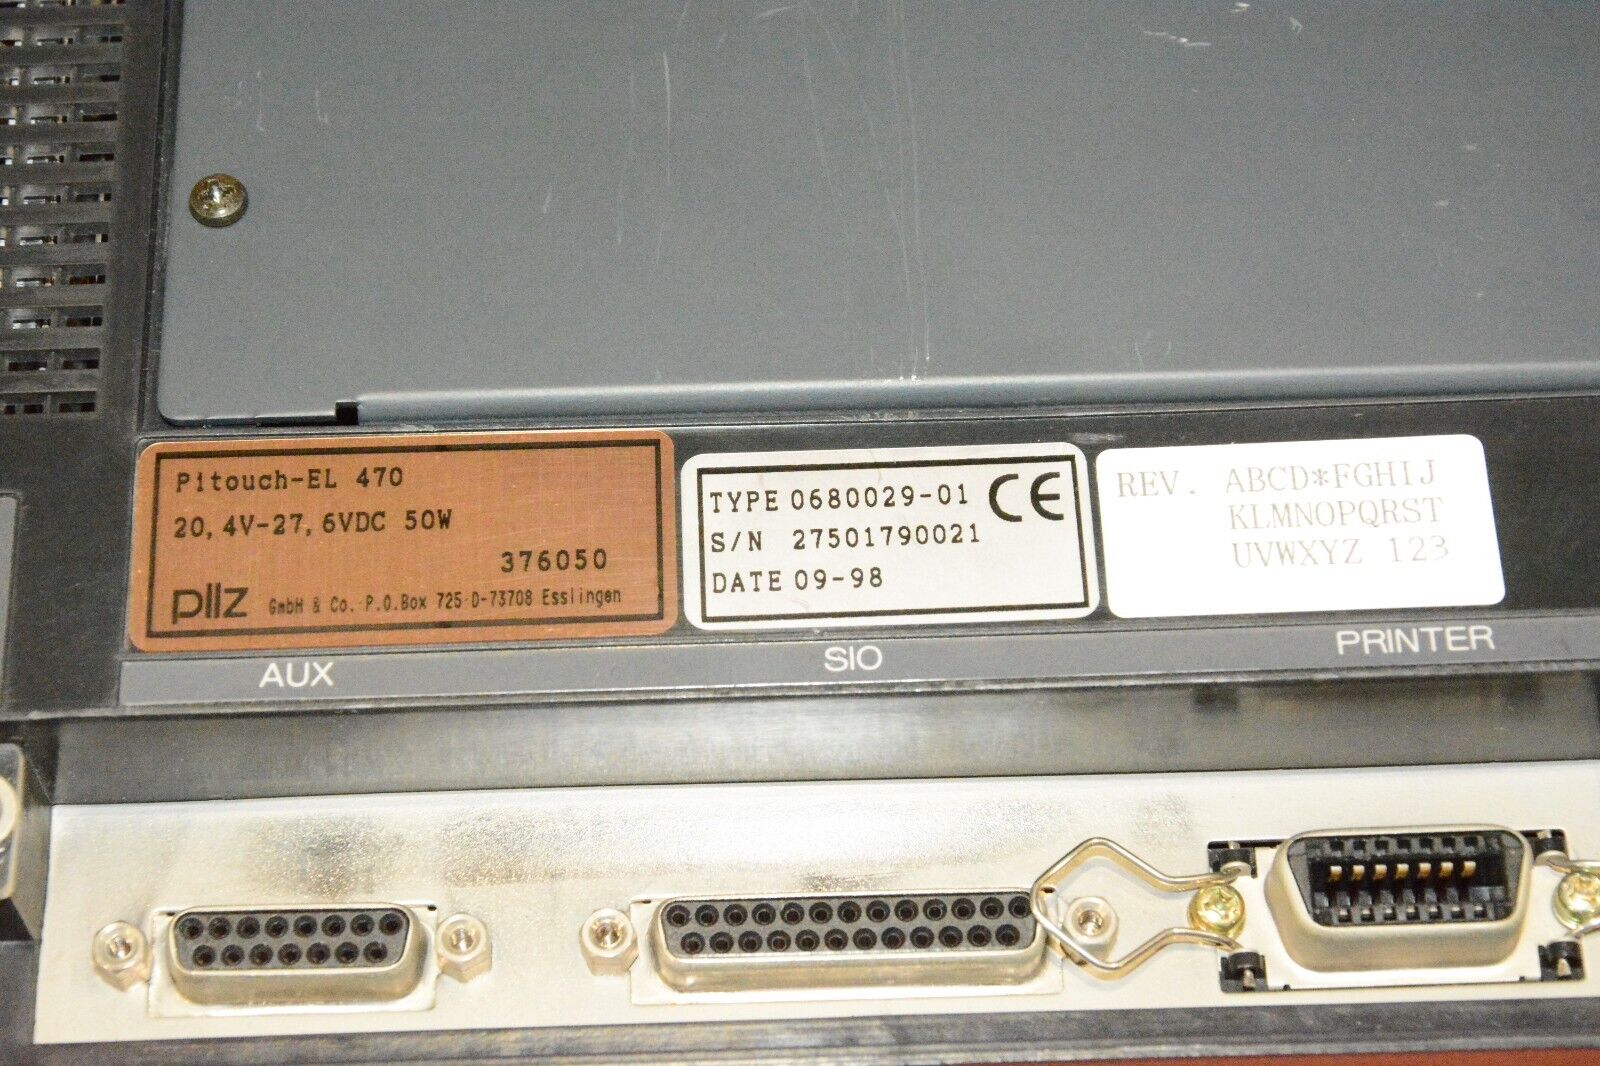 Pitouch-EL 470
20,4V-27,6VDC 50W
376050
pilz GmbH & Co. P.O.Box 725 D-73708 Esslingen
TYPE 0680029-01 CE
S/N 27501790021
DATE 09-98
REV. ABCD*FGHIJ
KLMNOPQRST
UVWXYZ 123
AUX
SIO
PRINTER